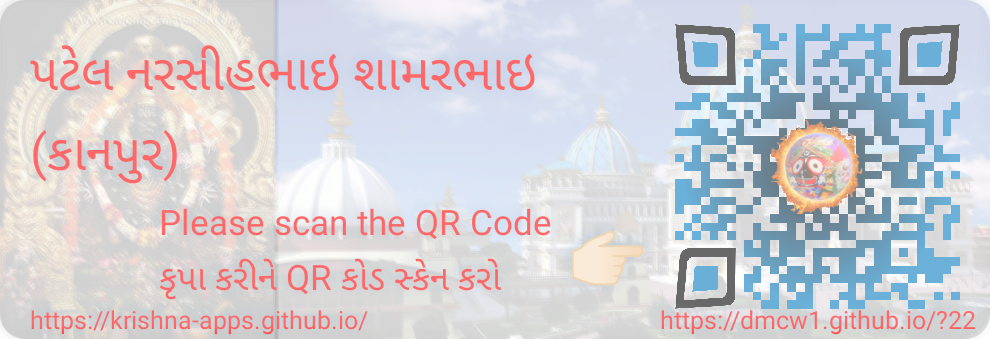 પટેલ નરસીહભાઇ શામરભાઇ
(કાનપુર)
Please scan the QR Code
કૃપા કરીને QR કોડ સ્કેન કરો
https://krishna-apps.github.io/
https://dmcw1.github.io/?22